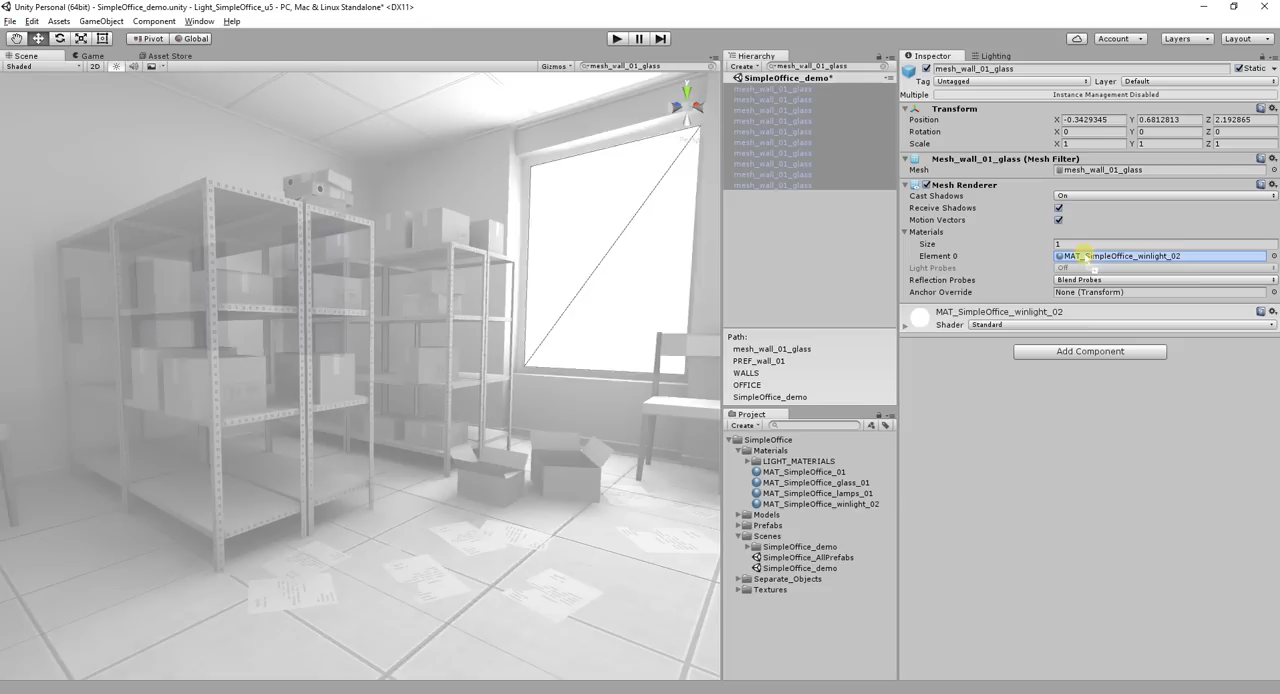 Unity Personal (64bit) - SimpleOffice_demo.unity - Light_SimpleOffice_u5 - PC, Mac & Linux Standalone* <DX11>
File Edit Assets GameObject Component Window Help
Pivot Global Account Layers Layout
Scene Game Asset Store
Shaded 2D Gizmos mesh_wall_01_glass
Hierarchy
Create mesh_wall_01_glass
SimpleOffice_demo*
mesh_wall_01_glass
mesh_wall_01_glass
mesh_wall_01_glass
mesh_wall_01_glass
mesh_wall_01_glass
mesh_wall_01_glass
mesh_wall_01_glass
mesh_wall_01_glass
mesh_wall_01_glass
mesh_wall_01_glass
Path:
mesh_wall_01_glass
PREF_wall_01
WALLS
OFFICE
SimpleOffice_demo
Project
Create
SimpleOffice
Materials
LIGHT_MATERIALS
MAT_SimpleOffice_01
MAT_SimpleOffice_glass_01
MAT_SimpleOffice_lamps_01
MAT_SimpleOffice_winlight_02
Models
Prefabs
Scenes
SimpleOffice_demo
SimpleOffice_AllPrefabs
SimpleOffice_demo
Separate_Objects
Textures
Inspector Lighting
mesh_wall_01_glass Static
Tag Untagged Layer Default
Multiple Instance Management Disabled
Transform
Position X -0.3429345 Y 0.6812813 Z 2.192865
Rotation X 0 Y 0 Z 0
Scale X 1 Y 1 Z 1
Mesh_wall_01_glass (Mesh Filter)
Mesh mesh_wall_01_glass
Mesh Renderer
Cast Shadows On
Receive Shadows
Motion Vectors
Materials
Size 1
Element 0 MAT_SimpleOffice_winlight_02
Light Probes Off
Reflection Probes Blend Probes
Anchor Override None (Transform)
MAT_SimpleOffice_winlight_02
Shader Standard
Add Component